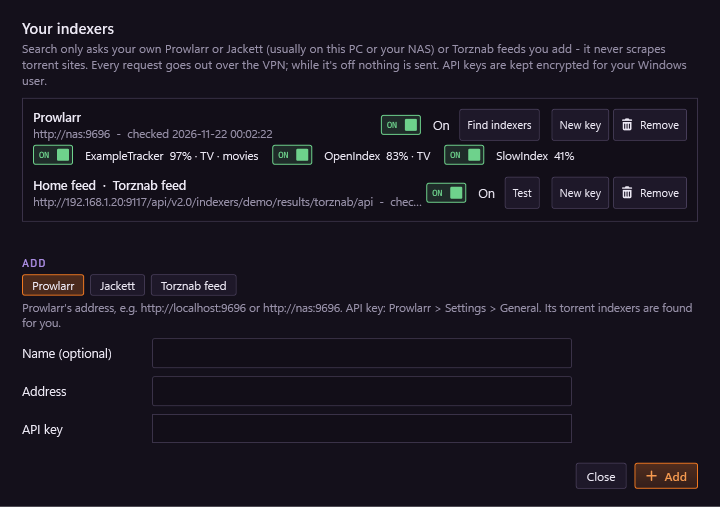 Your indexers
Search only asks your own Prowlarr or Jackett (usually on this PC or your NAS) or Torznab feeds you add - it never scrapes
torrent sites. Every request goes out over the VPN; while it's off nothing is sent. API keys are kept encrypted for your Windows
user.
Prowlarr
http://nas:9696 - checked 2026-11-22 00:02:22
ON On Find indexers New key Remove
ON ExampleTracker 97% · TV · movies ON OpenIndex 83% · TV ON SlowIndex 41%
Home feed · Torznab feed
http://192.168.1.20:9117/api/v2.0/indexers/demo/results/torznab/api - chec...
ON On Test New key Remove
ADD
Prowlarr Jackett Torznab feed
Prowlarr's address, e.g. http://localhost:9696 or http://nas:9696. API key: Prowlarr > Settings > General. Its torrent indexers are found
for you.
Name (optional)
Address
API key
Close + Add